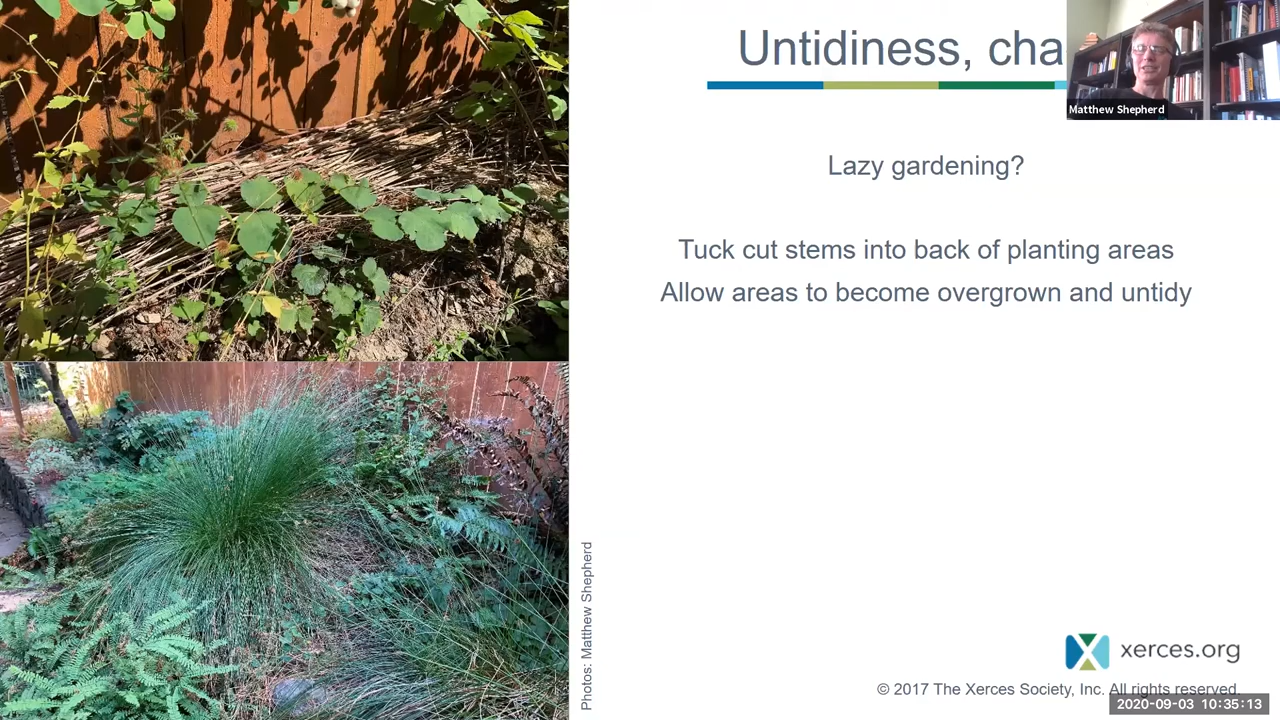 Untidiness, cha
Matthew Shepherd
Lazy gardening?
Tuck cut stems into back of planting areas
Allow areas to become overgrown and untidy
Photos: Matthew Shepherd
xerces.org
© 2017 The Xerces Society, Inc. All rights reserved.
2020-09-03 10:35:13